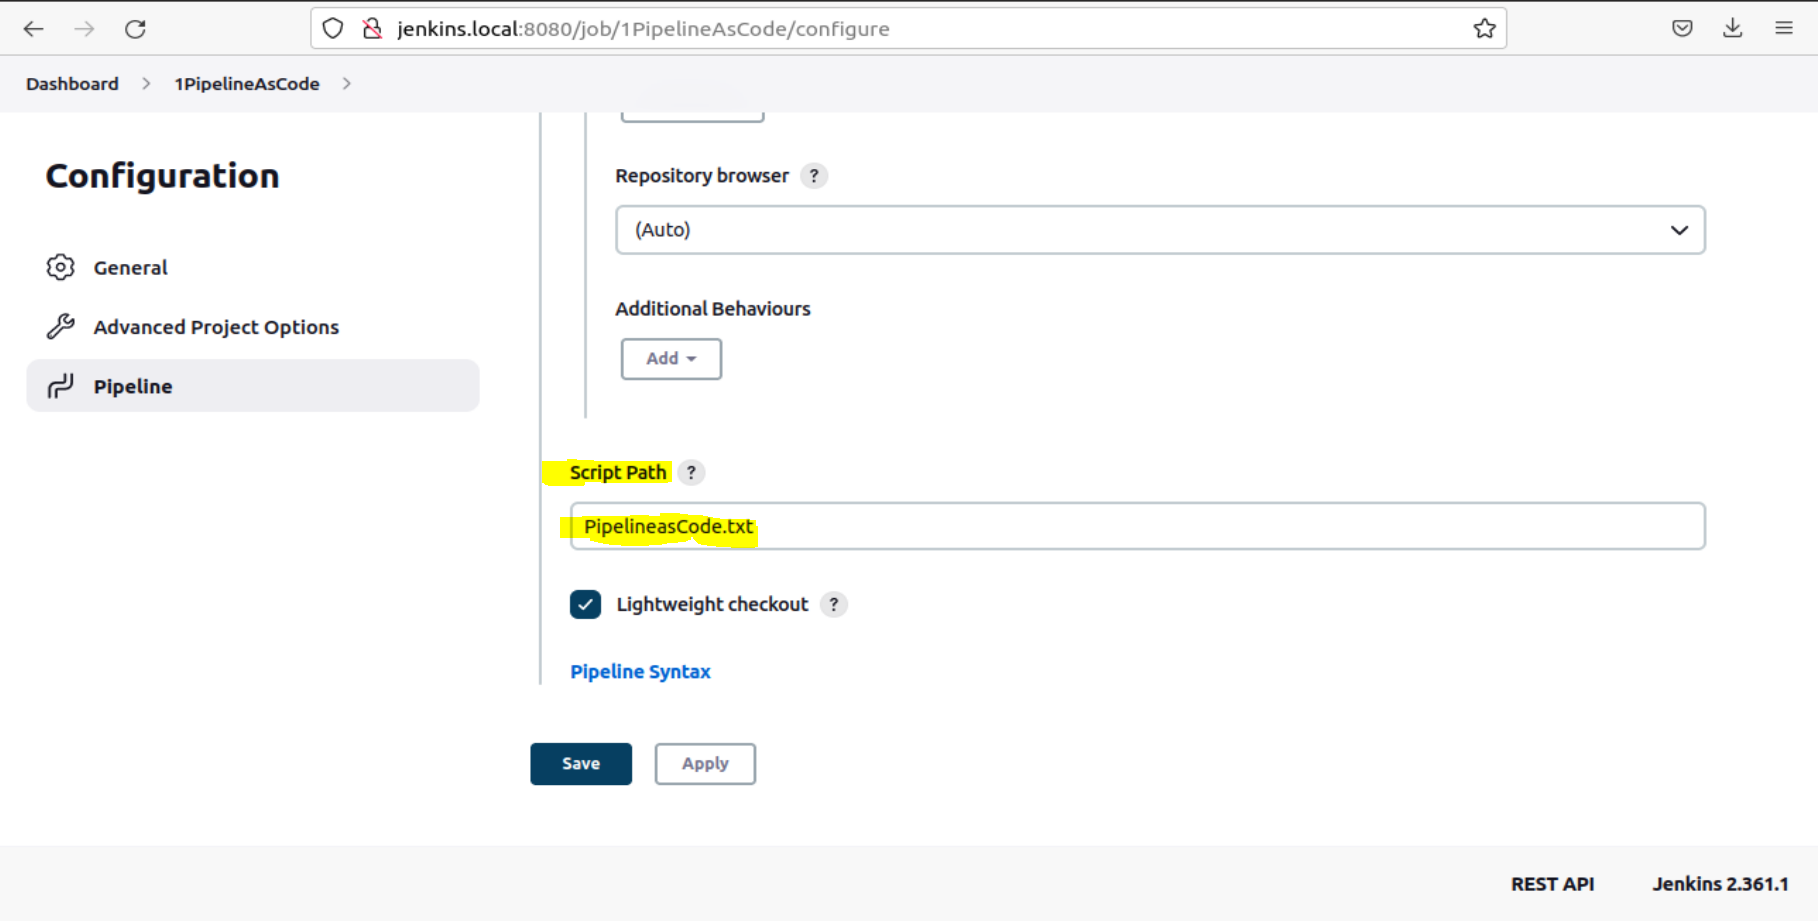 jenkins.local:8080/job/1PipelineAsCode/configure
Dashboard > 1PipelineAsCode >
Configuration
General
Advanced Project Options
Pipeline
Repository browser ?
(Auto)
Additional Behaviours
Add
Script Path ?
PipelineasCode.txt
Lightweight checkout ?
Pipeline Syntax
Save Apply
REST API Jenkins 2.361.1